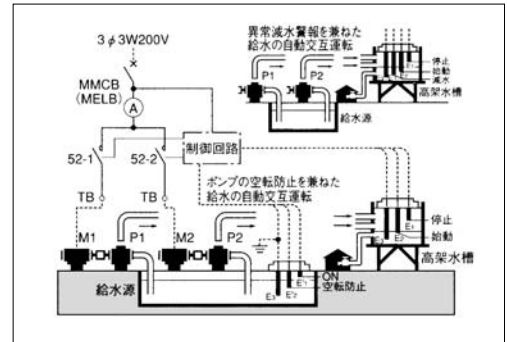 3φ3W200V
MMCB
(MELB)
A
52-1
52-2
制御回路
TB
TB
M1
P1
M2
P2
給水源
異常減水警報を兼ねた
給水の自動交互運転
P1
P2
E1
停止
始動
減水
高架水槽
給水源
ポンプの空転防止を兼ねた
給水の自動交互運転
停止
始動
E1
E2
E3
高架水槽
ON
空転防止
E1'
E2'
E3